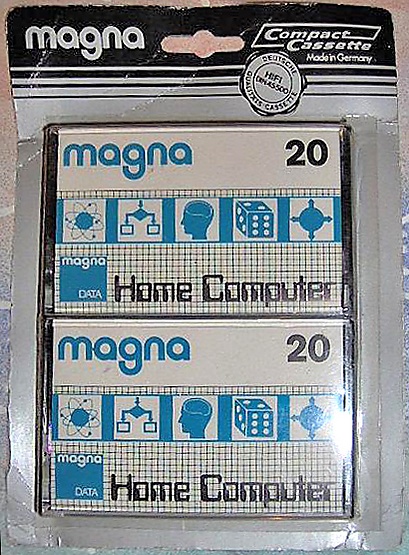 magna
Compact
Cassette
Made in Germany
DEUTSCHE
HIFI
DIN 45500
QUALITÄTS-CASSETTE
magna 20
magna
DATA
Home Computer
magna 20
magna
DATA
Home Computer